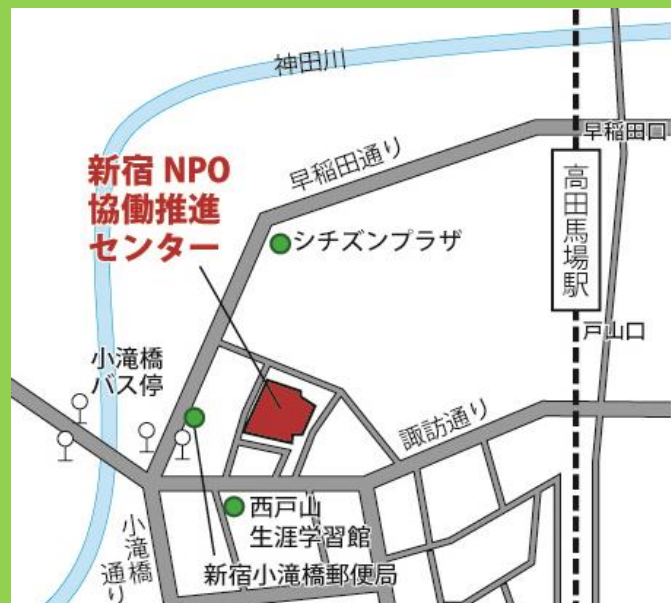 神田川
早稲田口
早稲田通り
新宿 NPO
協働推進
センター
シチズンプラザ
高田馬場駅
戸山口
小滝橋
バス停
諏訪通り
西戸山
生涯学習館
小滝橋
通り
新宿小滝橋郵便局